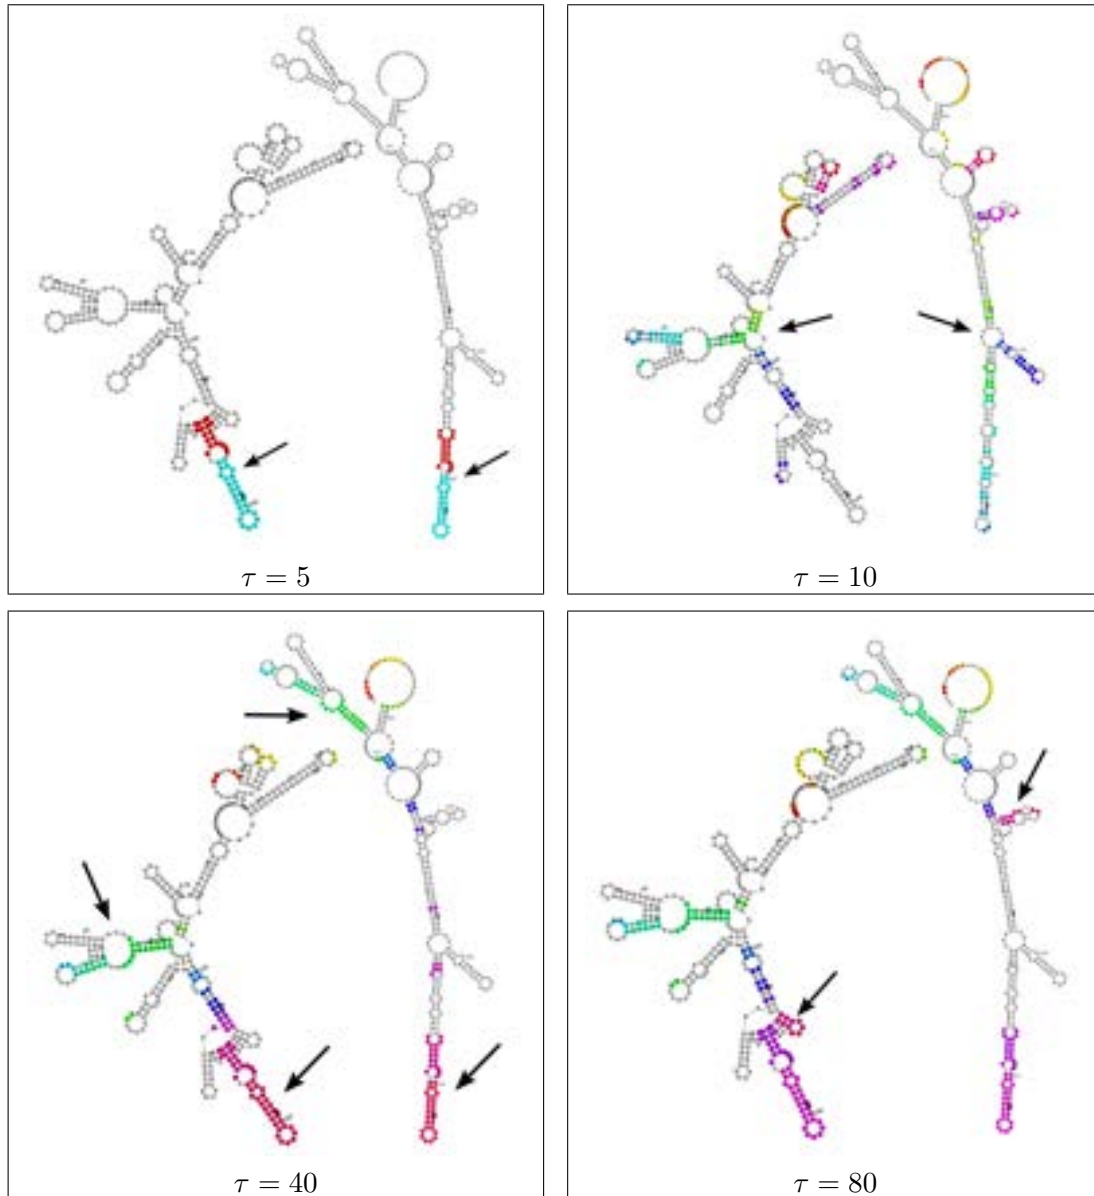 τ = 5
τ = 10
τ = 40
τ = 80